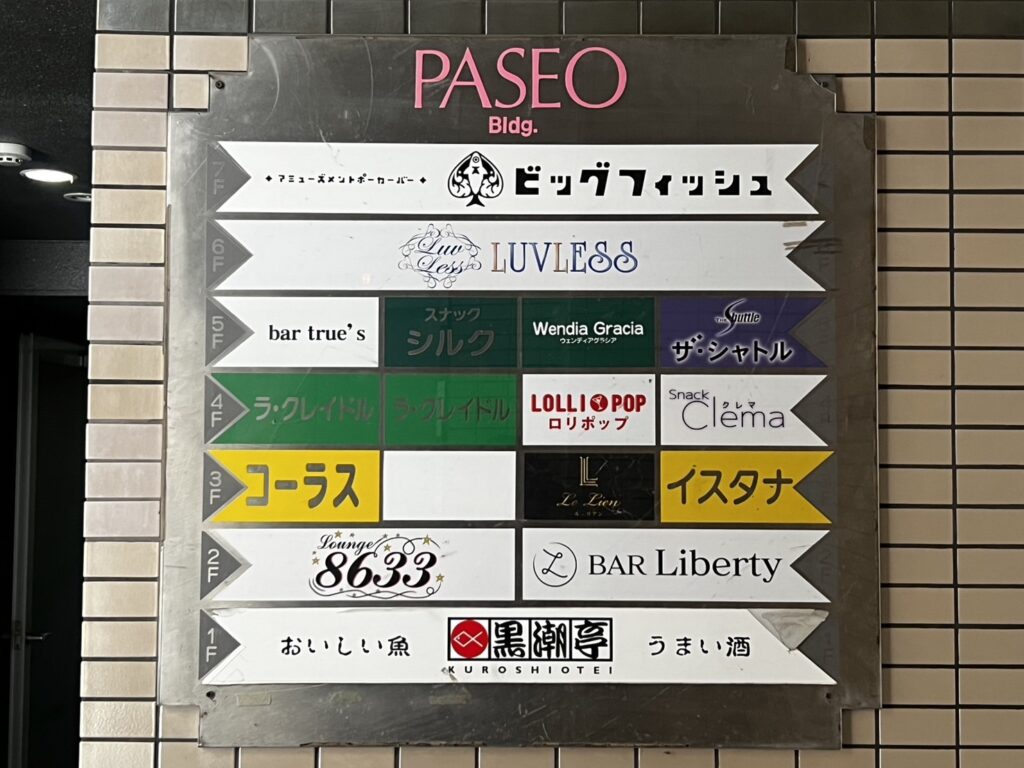 PASEO
Bldg.
7F
✦ アミューズメントポーカーバー ✦ ビッグフィッシュ
6F
Luv Less LUVLESS
5F
bar true's
スナック
シルク
Wendia Gracia
ウェンディアグラシア
THE Shuttle
ザ・シャトル
4F
ラ・クレイドル
ラ・クレイドル
LOLLIPOP
ロリポップ
Snack クレマ
Clema
3F
コーラス
L
Le Lien
ル・リアン
イスタナ
2F
Lounge
8633
L BAR Liberty
1F
おいしい魚 黒潮亭 うまい酒
KUROSHIOTEI